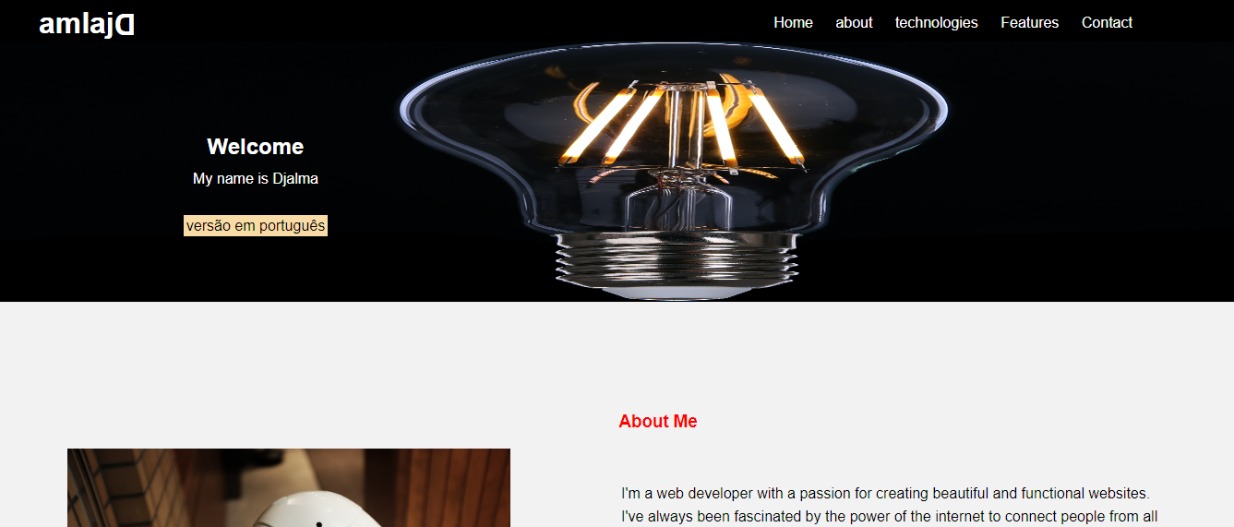 amlajD
Home about technologies Features Contact
Welcome
My name is Djalma
versão em português
About Me
I'm a web developer with a passion for creating beautiful and functional websites.
I've always been fascinated by the power of the internet to connect people from all